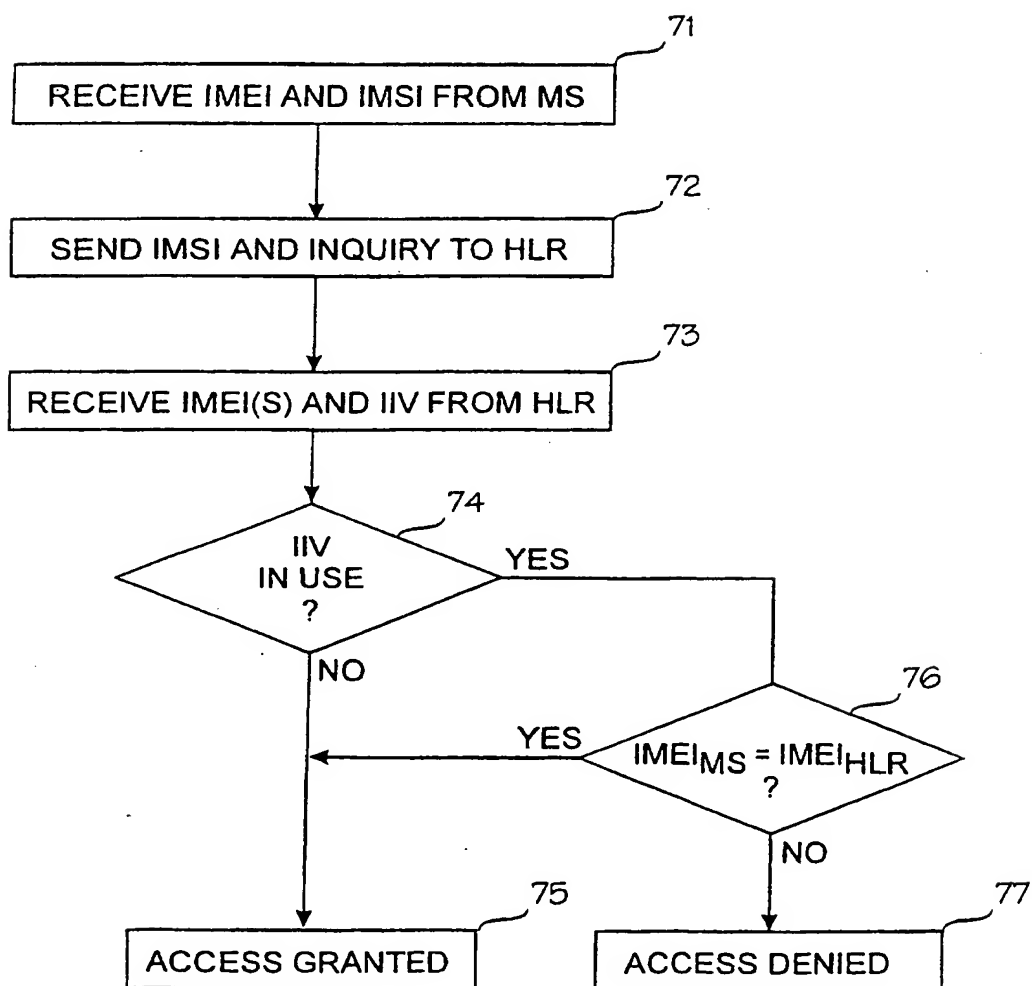 71
RECEIVE IMEI AND IMSI FROM MS
72
SEND IMSI AND INQUIRY TO HLR
73
RECEIVE IMEI(S) AND IIV FROM HLR
74
IIV
IN USE
?
YES
NO
76
YES
IMEIMS = IMEIHLR
?
NO
75
ACCESS GRANTED
77
ACCESS DENIED